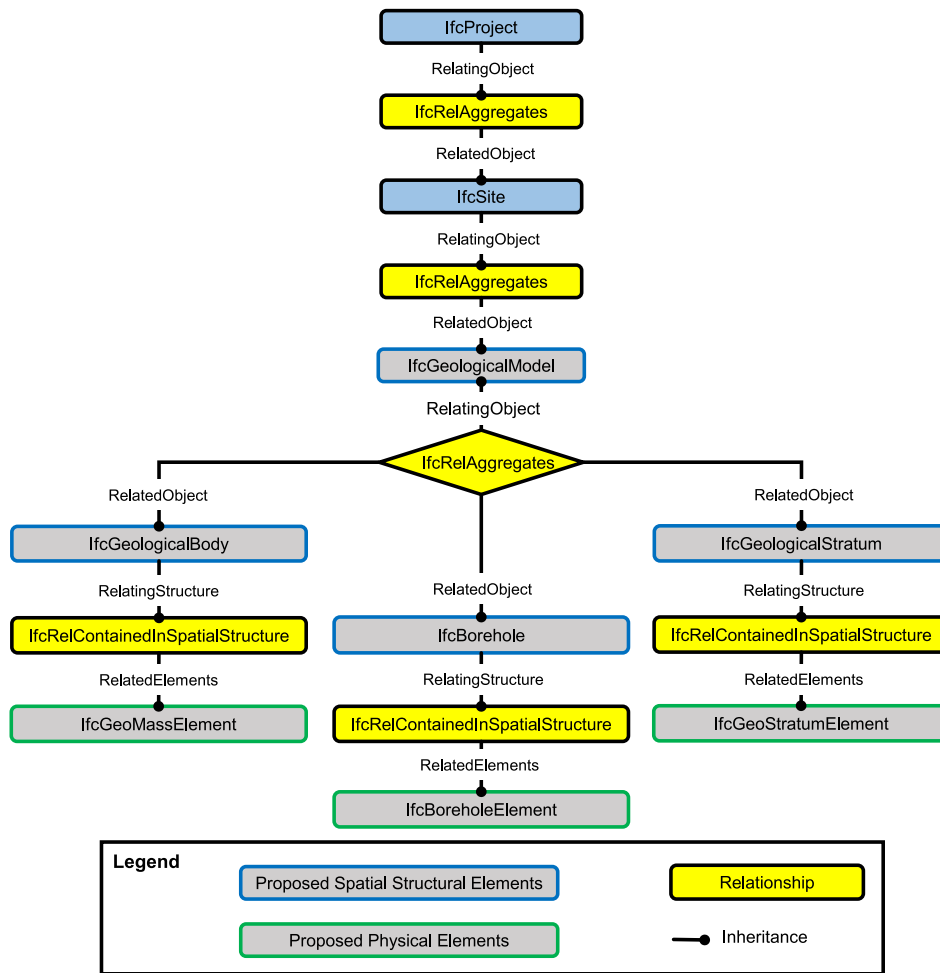 IfcProject
RelatingObject
IfcRelAggregates
RelatedObject
IfcSite
RelatingObject
IfcRelAggregates
RelatedObject
IfcGeologicalModel
RelatingObject
IfcRelAggregates
RelatedObject
RelatedObject
IfcGeologicalBody
IfcGeologicalStratum
RelatingStructure
RelatedObject
RelatingStructure
IfcRelContainedInSpatialStructure
IfcBorehole
IfcRelContainedInSpatialStructure
RelatedElements
RelatingStructure
RelatedElements
IfcGeoMassElement
IfcRelContainedInSpatialStructure
IfcGeoStratumElement
RelatedElements
IfcBoreholeElement
Legend
Proposed Spatial Structural Elements
Relationship
Proposed Physical Elements
Inheritance